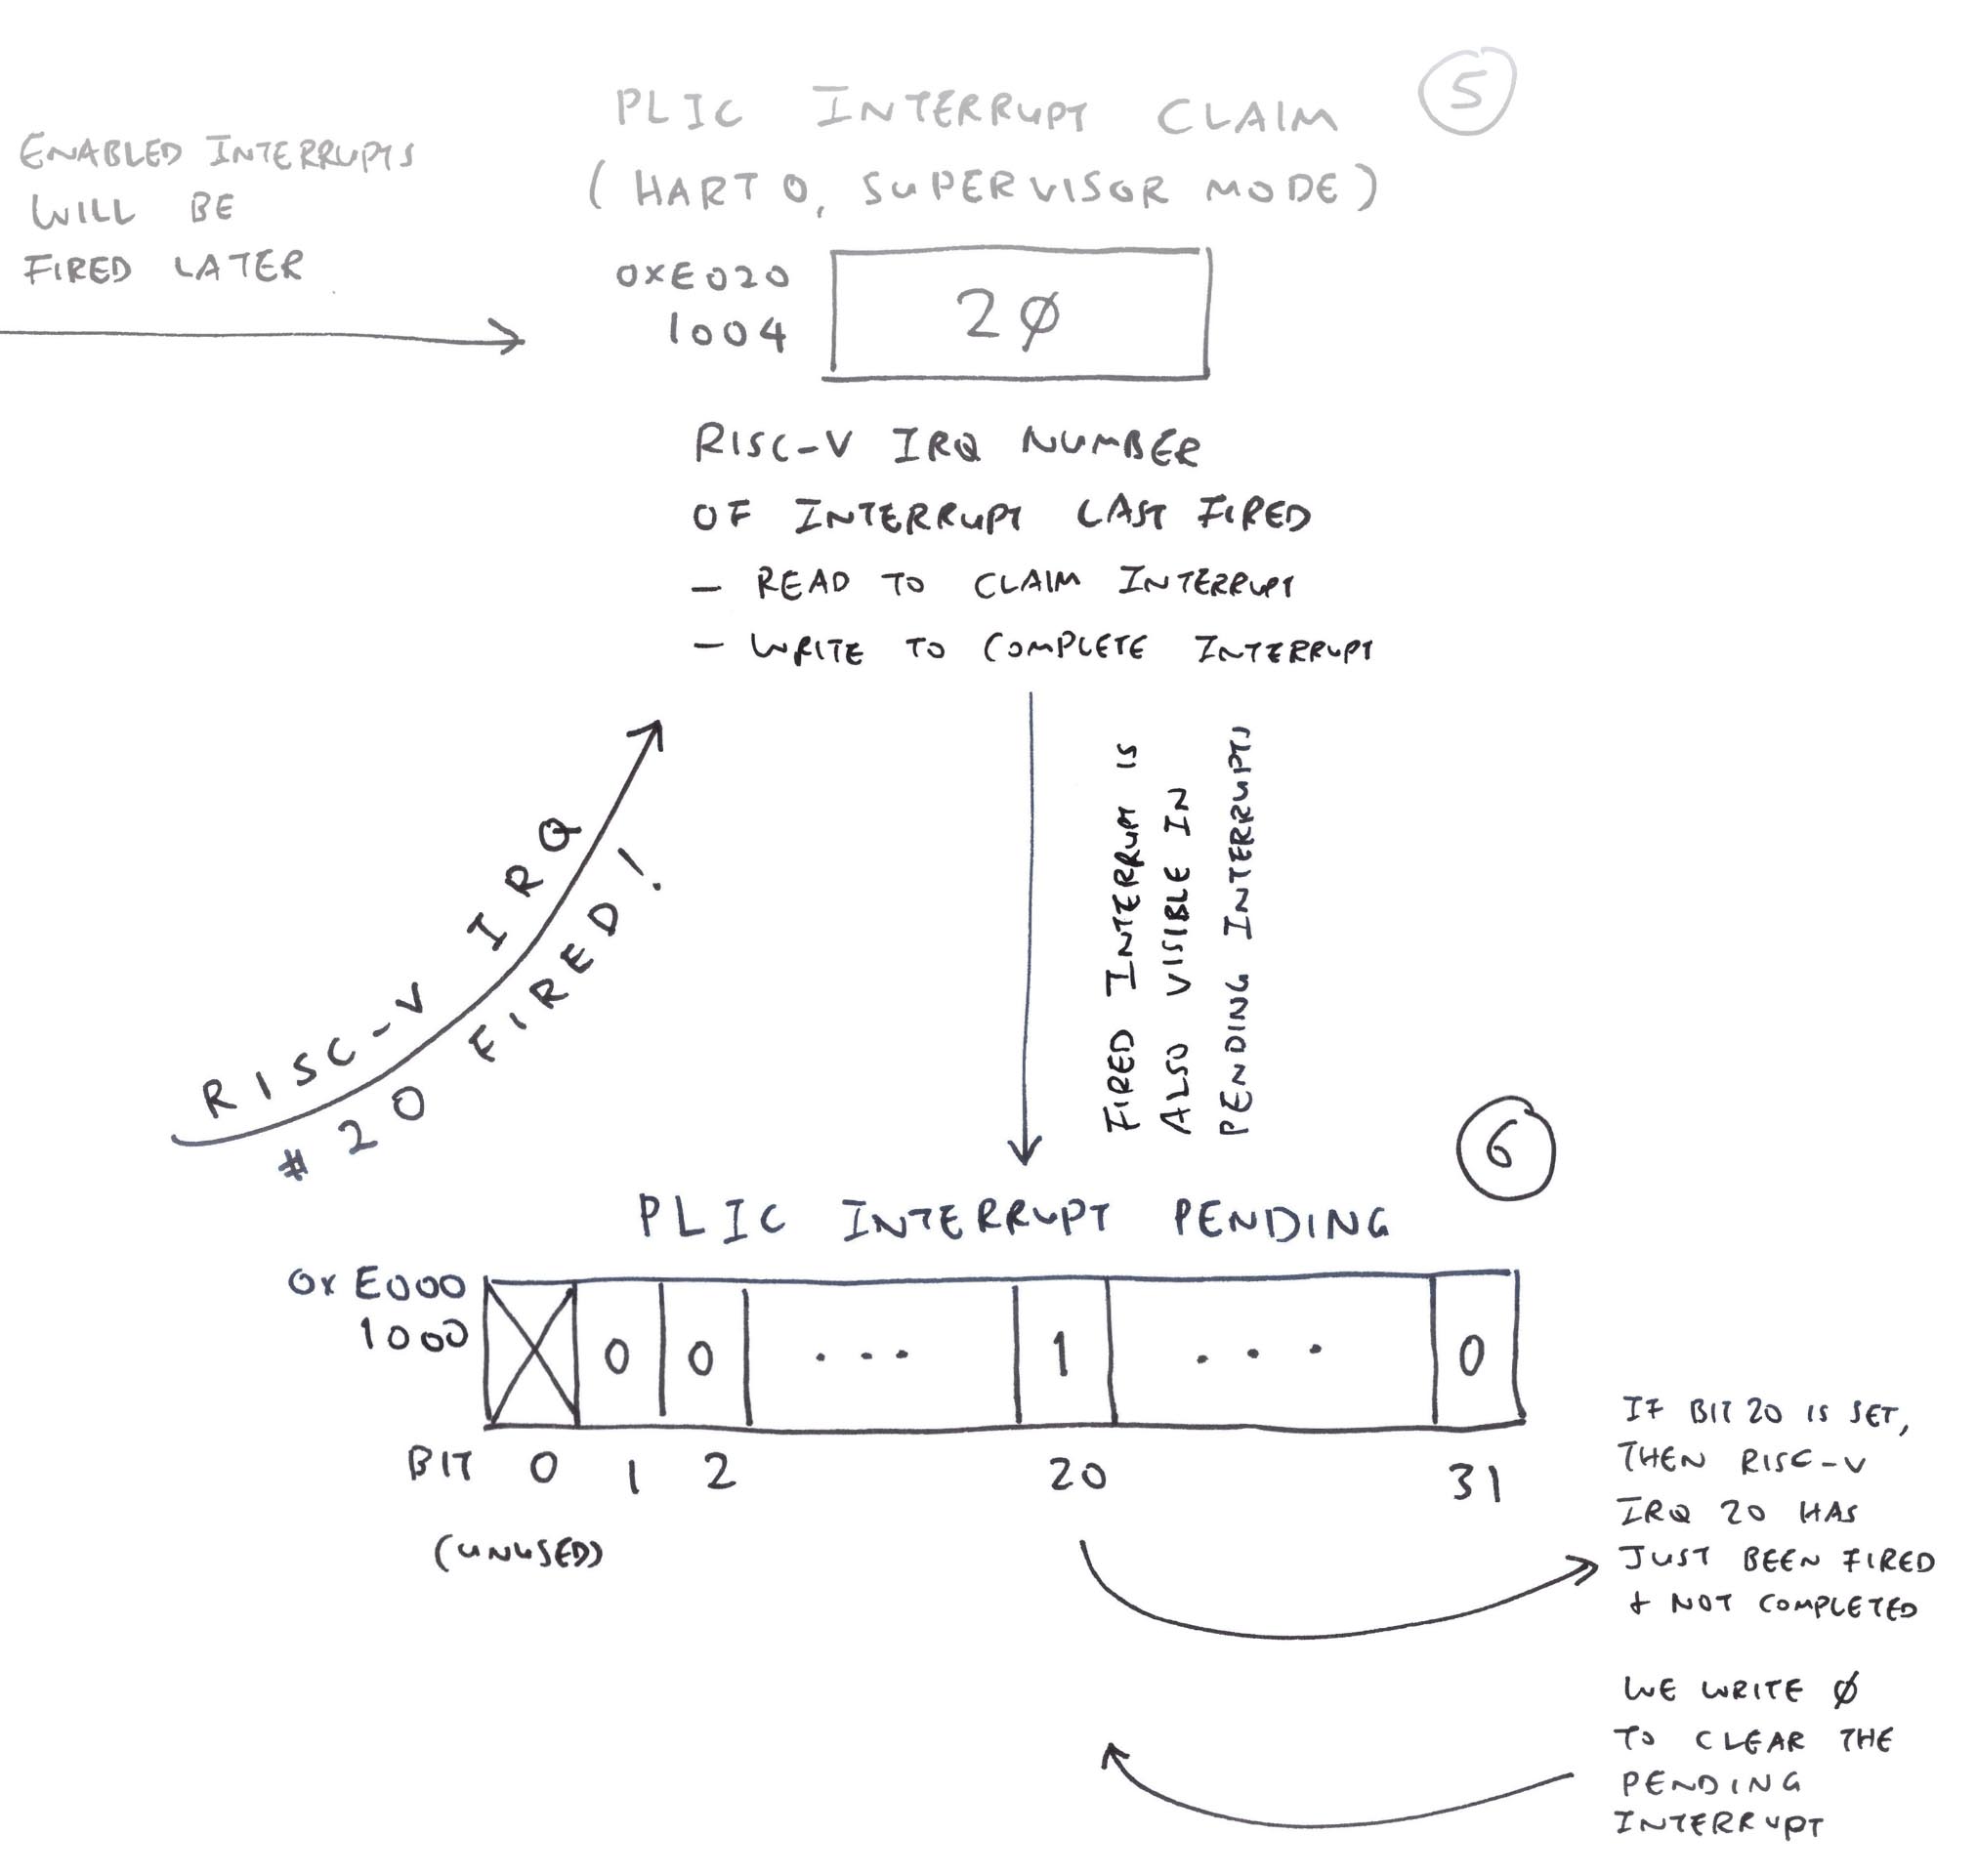 PLIC INTERRUPT CLAIM 5
(HART 0, SUPERVISOR MODE)
ENABLED INTERRUPTS
WILL BE
FIRED LATER
0xE020
1004
2Ø
RISC-V IRQ NUMBER
OF INTERRUPT LAST FIRED
- READ TO CLAIM INTERRUPT
- WRITE TO COMPLETE INTERRUPT
RISC-V IRQ
#20 FIRED!
FIRED INTERRUPT IS
ALSO VISIBLE IN
PENDING INTERRUPTS
6
PLIC INTERRUPT PENDING
0xE000
1000
0 0 ... 1 ... 0
BIT 0 1 2 20 31
(UNUSED)
IF BIT 20 IS SET,
THEN RISC-V
IRQ 20 HAS
JUST BEEN FIRED
+ NOT COMPLETED
WE WRITE Ø
TO CLEAR THE
PENDING
INTERRUPT